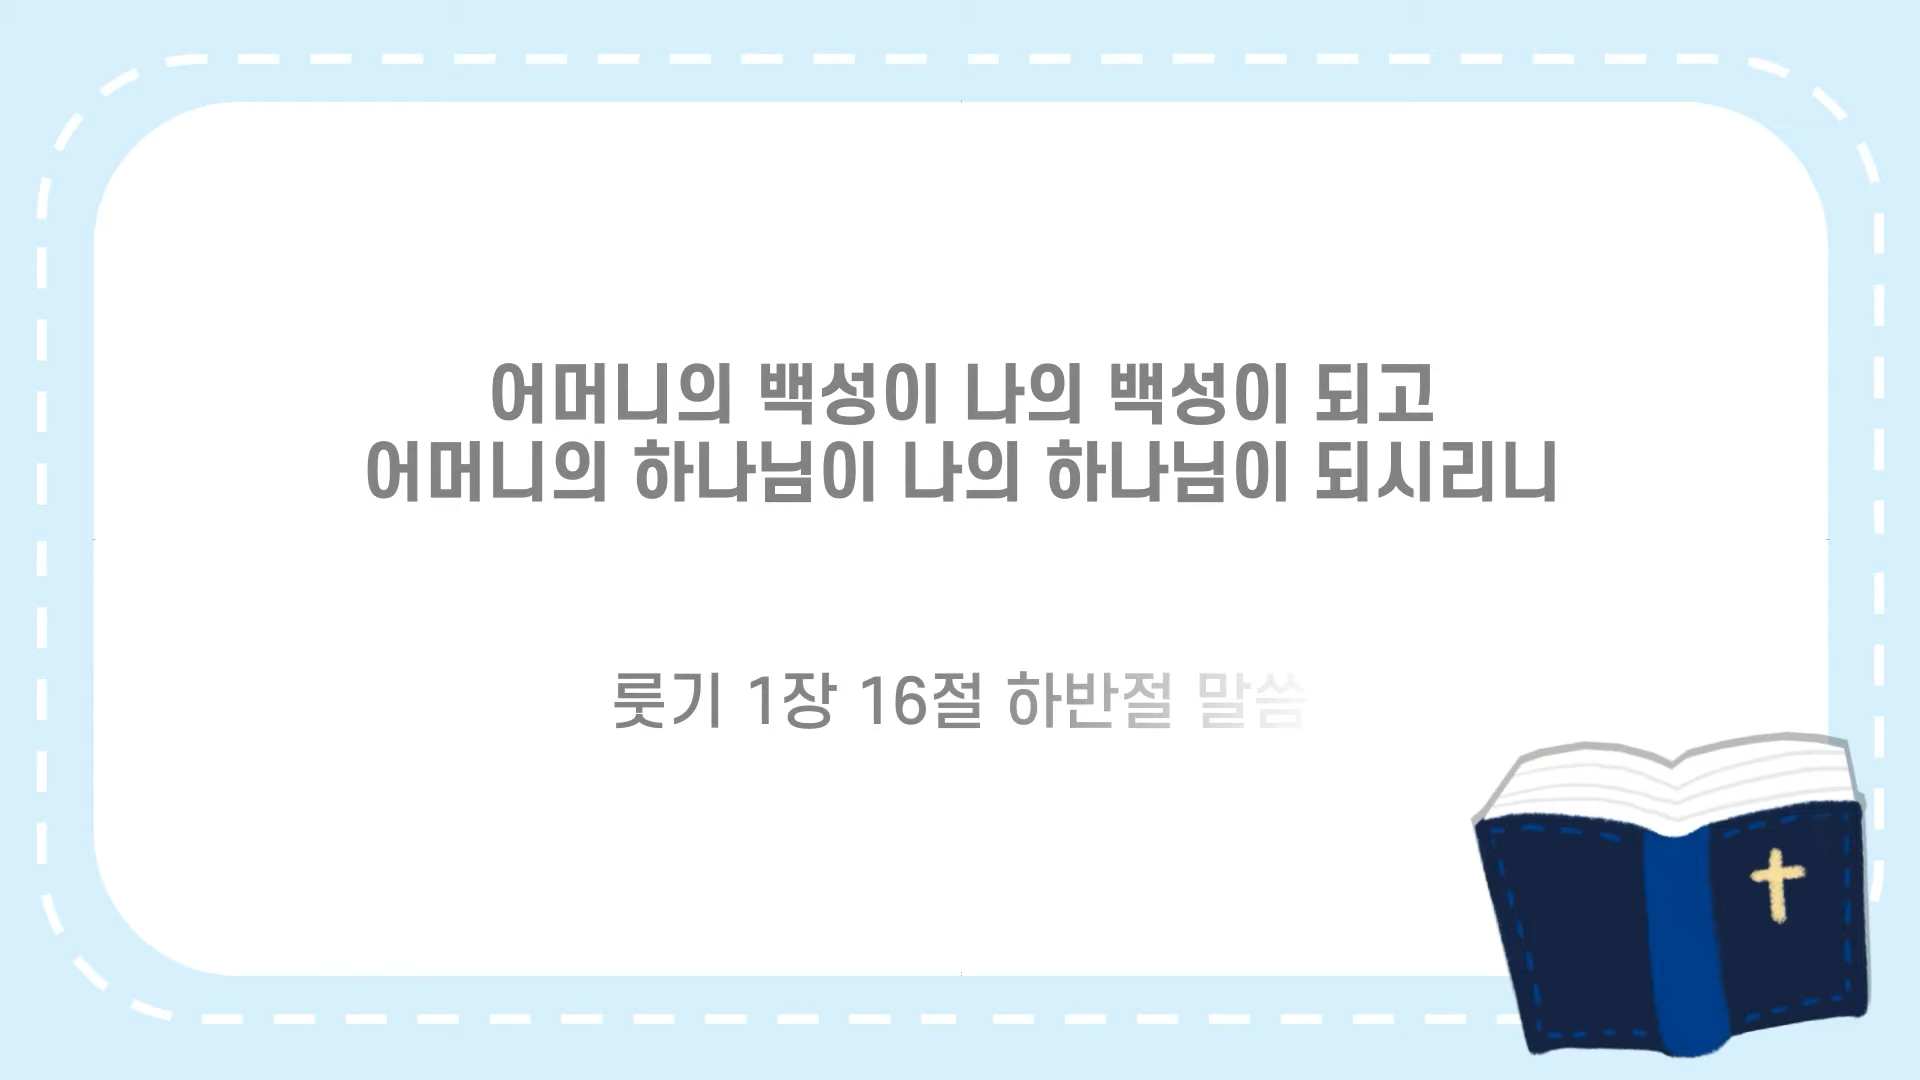 어머니의 백성이 나의 백성이 되고
어머니의 하나님이 나의 하나님이 되시리니
룻기 1장 16절 하반절 말씀